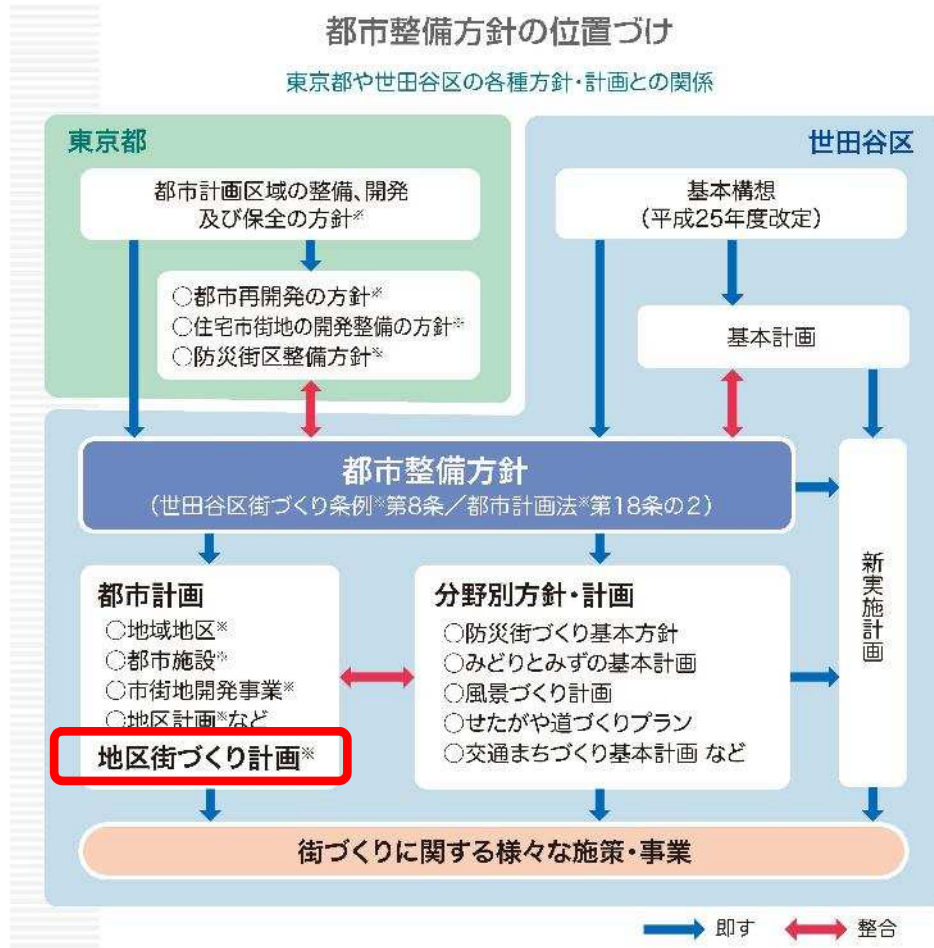 都市整備方針の位置づけ
東京都や世田谷区の各種方針・計画との関係
東京都
都市計画区域の整備、開発
及び保全の方針※
○都市再開発の方針※
○住宅市街地の開発整備の方針※
○防災街区整備方針※
世田谷区
基本構想
(平成25年度改定)
基本計画
都市整備方針
(世田谷区街づくり条例※第8条/都市計画法※第18条の2)
都市計画
○地域地区※
○都市施設※
○市街地開発事業※
○地区計画※など
地区街づくり計画※
分野別方針・計画
○防災街づくり基本方針
○みどりとみずの基本計画
○風景づくり計画
○せたがや道づくりプラン
○交通まちづくり基本計画 など
新実施計画
街づくりに関する様々な施策・事業
即す
整合